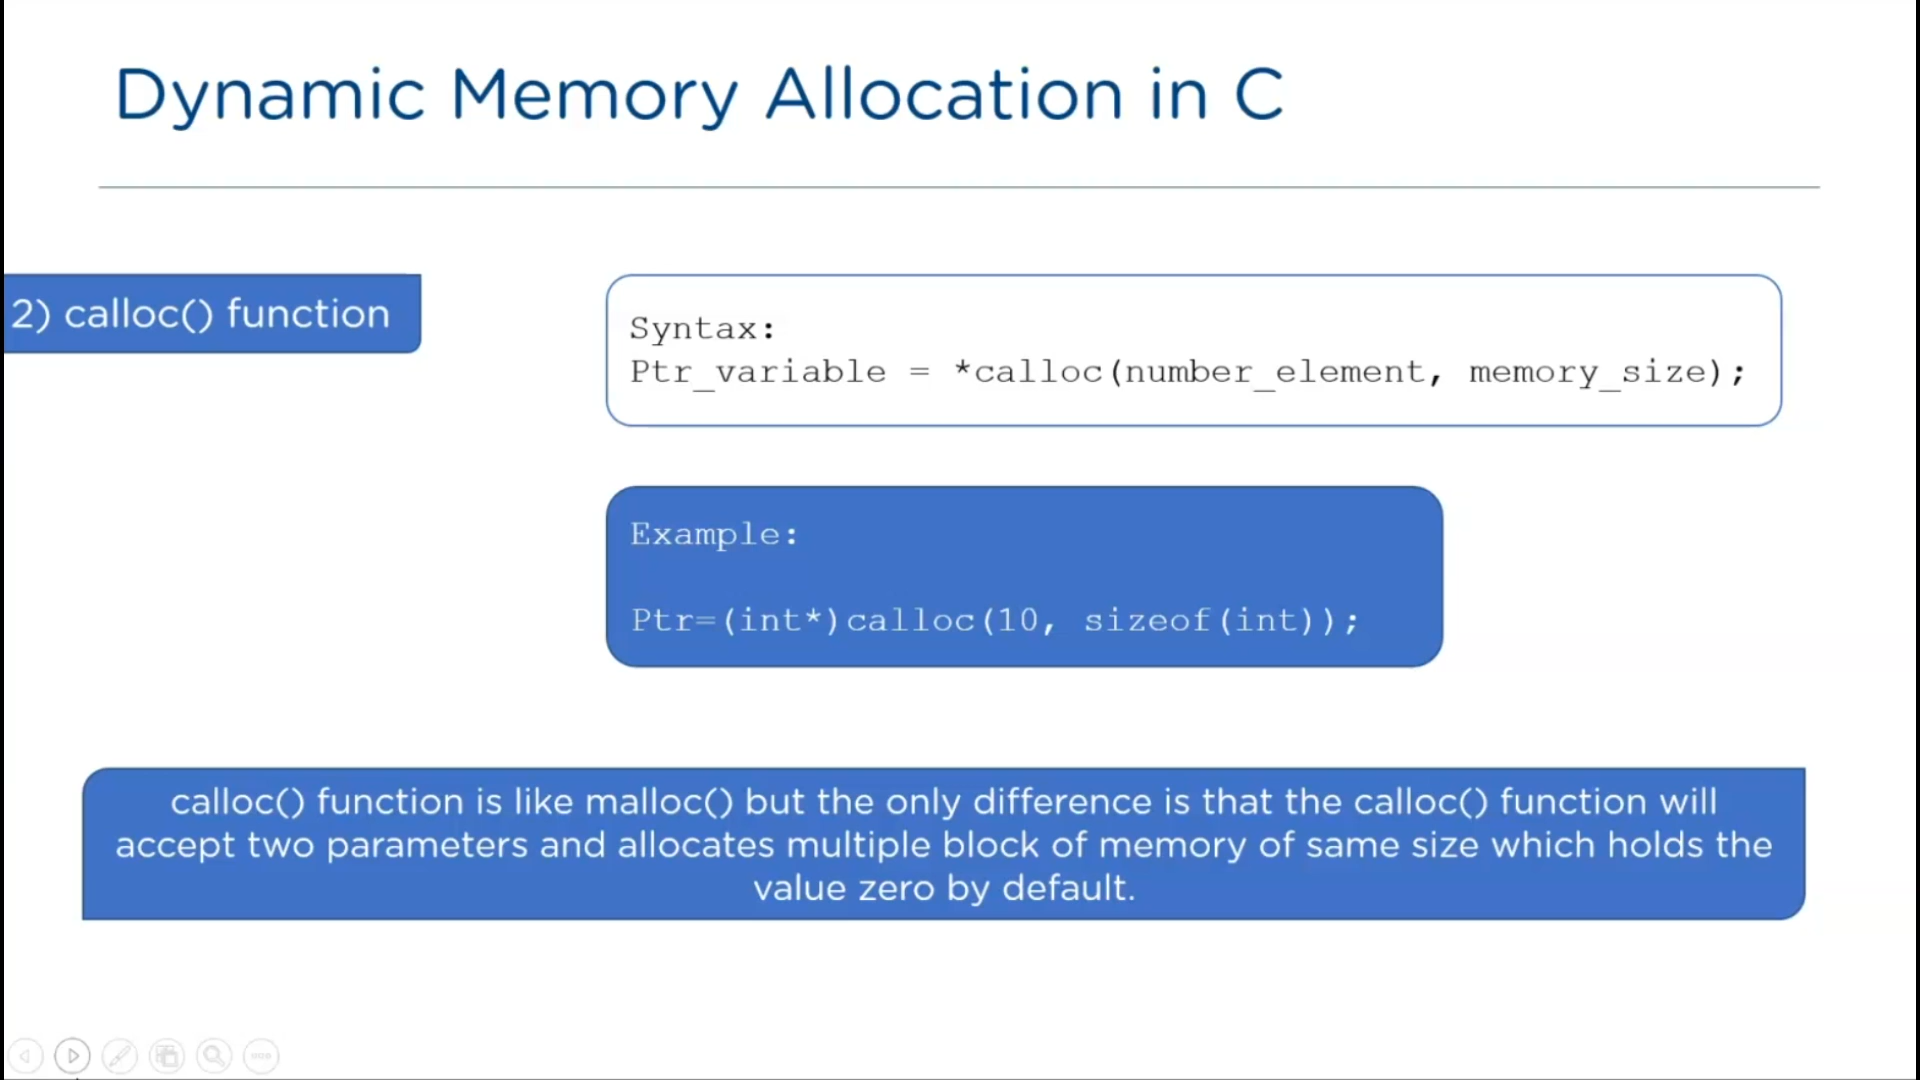 Dynamic Memory Allocation in C
2) calloc() function
Syntax:
Ptr_variable = *calloc(number_element, memory_size);
Example:
Ptr=(int*)calloc(10, sizeof(int));
calloc() function is like malloc() but the only difference is that the calloc() function will
accept two parameters and allocates multiple block of memory of same size which holds the
value zero by default.